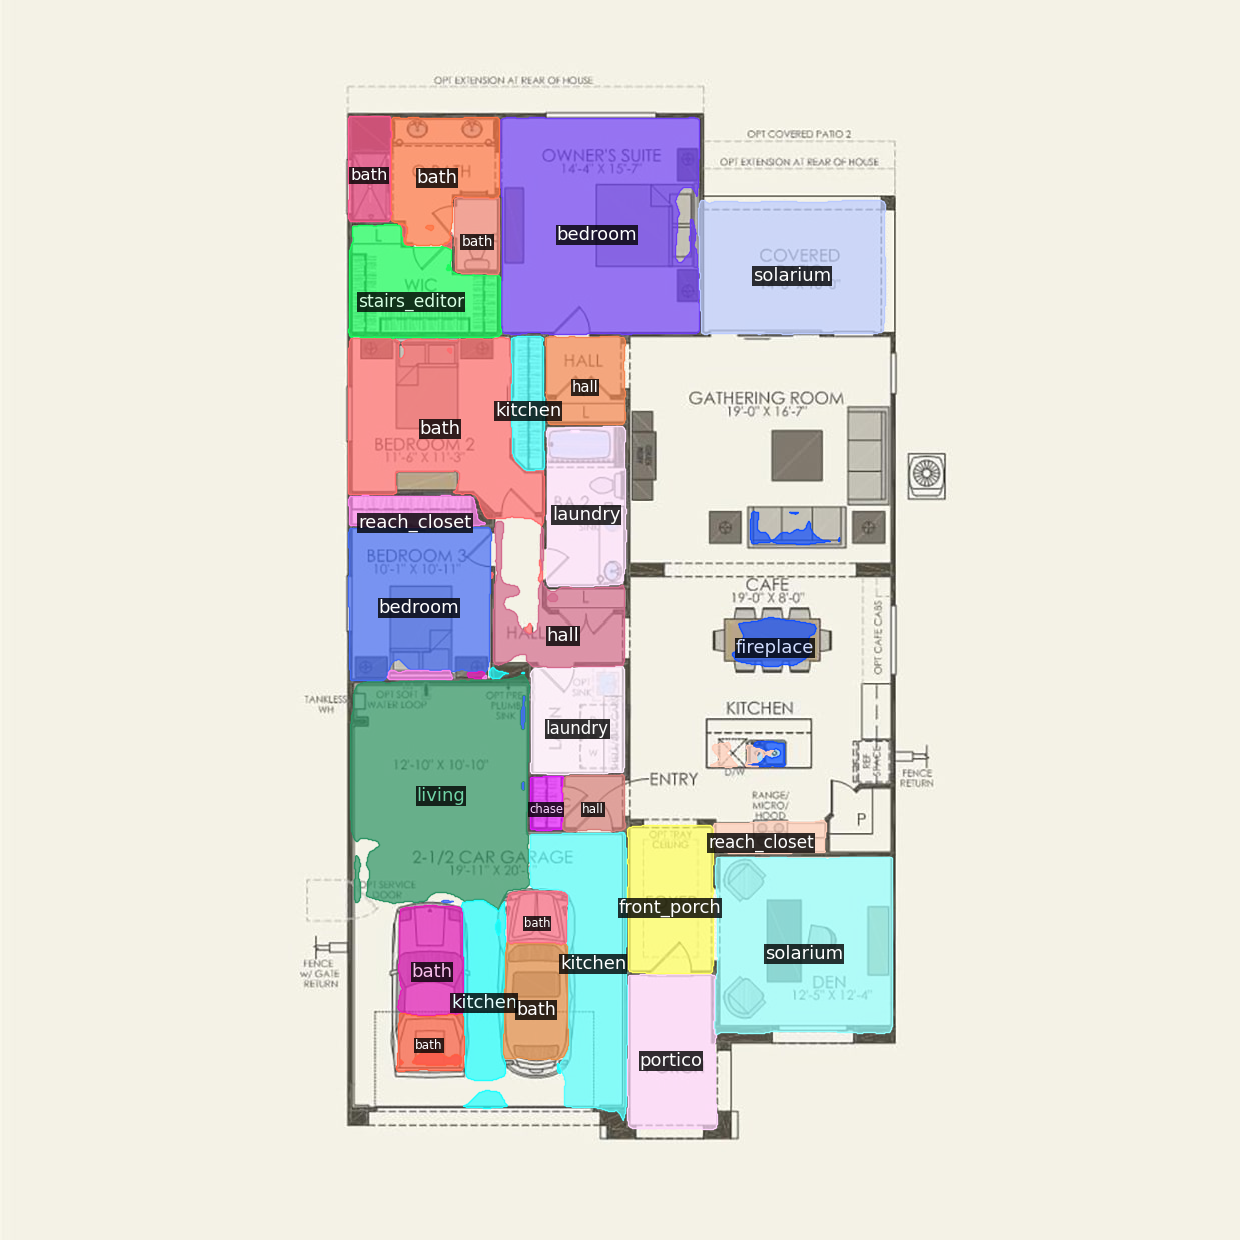 OPT EXTENSION AT REAR OF HOUSE
OPT COVERED PATIO 2
OPT EXTENSION AT REAR OF HOUSE
OWNER'S SUITE
14'-4" X 15'-7"
bath
bath
bath
bedroom
COVERED
solarium
L
WIC
stairs_editor
HALL
hall
L
kitchen
bath
BEDROOM 2
11'-6" X 11'-3"
GATHERING ROOM
19'-0" X 16'-7"
BA 2
laundry
reach_closet
BEDROOM 3
10'-1" X 10'-11"
bedroom
CAFE
19'-0" X 8'-0"
OPT CAFE CABS
L
HALL
hall
fireplace
TANKLESS
WH
OPT SOFT
WATER LOOP
OPT PRE
PLUMB
SINK
OPT
SINK
laundry
W
KITCHEN
D/W
REF
SPACE
FENCE
RETURN
12'-10" X 10'-10"
living
ENTRY
chase
hall
RANGE/
MICRO/
HOOD
P
OPT TRAY
CEILING
reach_closet
2-1/2 CAR GARAGE
19'-11" X 20'-
OPT SERVICE
DOOR
front_porch
bath
FENCE
w/ GATE
RETURN
bath
kitchen
kitchen
bath
bath
solarium
DEN
12'-5" X 12'-4"
portico